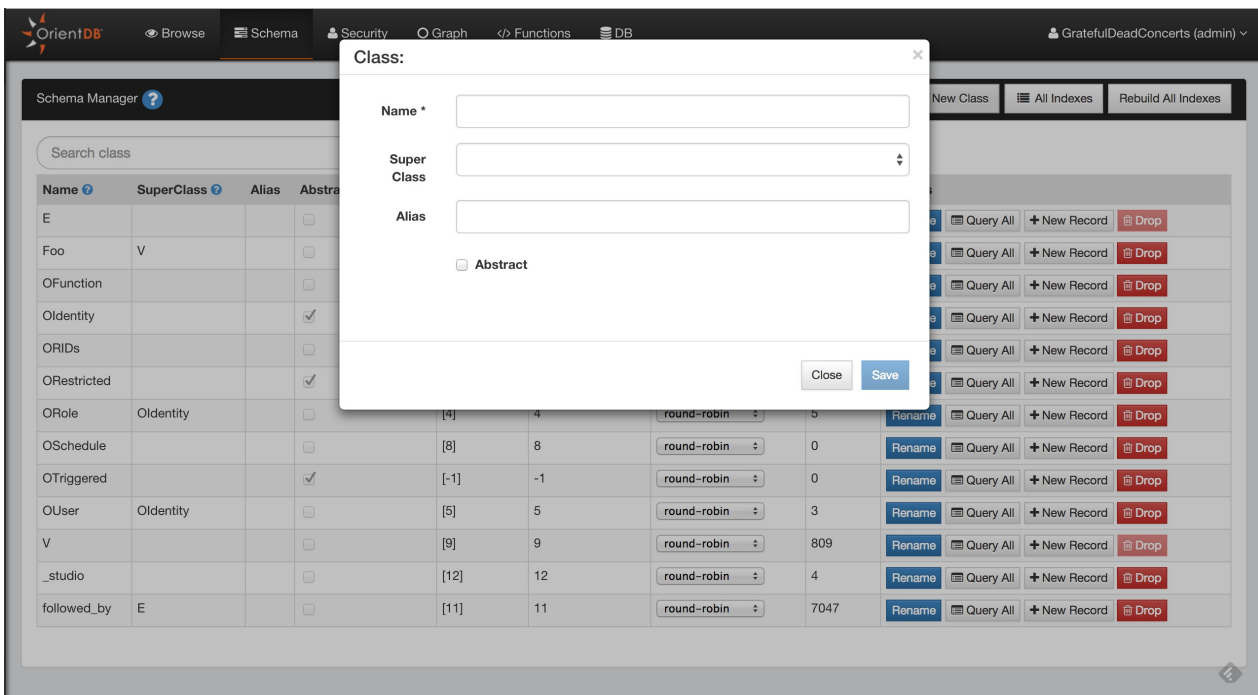 OrientDB Browse Schema Security Graph </> Functions DB GratefulDeadConcerts (admin)
Class: ×
Schema Manager ? New Class All Indexes Rebuild All Indexes
Name *
Search class
Super
Class
Name ? SuperClass ? Alias Abstra
Alias
E Query All + New Record Drop
Foo V Query All + New Record Drop
Abstract
OFunction Query All + New Record Drop
OIdentity Query All + New Record Drop
ORIDs Query All + New Record Drop
Close Save
ORestricted Query All + New Record Drop
ORole OIdentity [4] 4 round-robin 5 Rename Query All + New Record Drop
OSchedule [8] 8 round-robin 0 Rename Query All + New Record Drop
OTriggered [-1] -1 round-robin 0 Rename Query All + New Record Drop
OUser OIdentity [5] 5 round-robin 3 Rename Query All + New Record Drop
V [9] 9 round-robin 809 Rename Query All + New Record Drop
_studio [12] 12 round-robin 4 Rename Query All + New Record Drop
followed_by E [11] 11 round-robin 7047 Rename Query All + New Record Drop